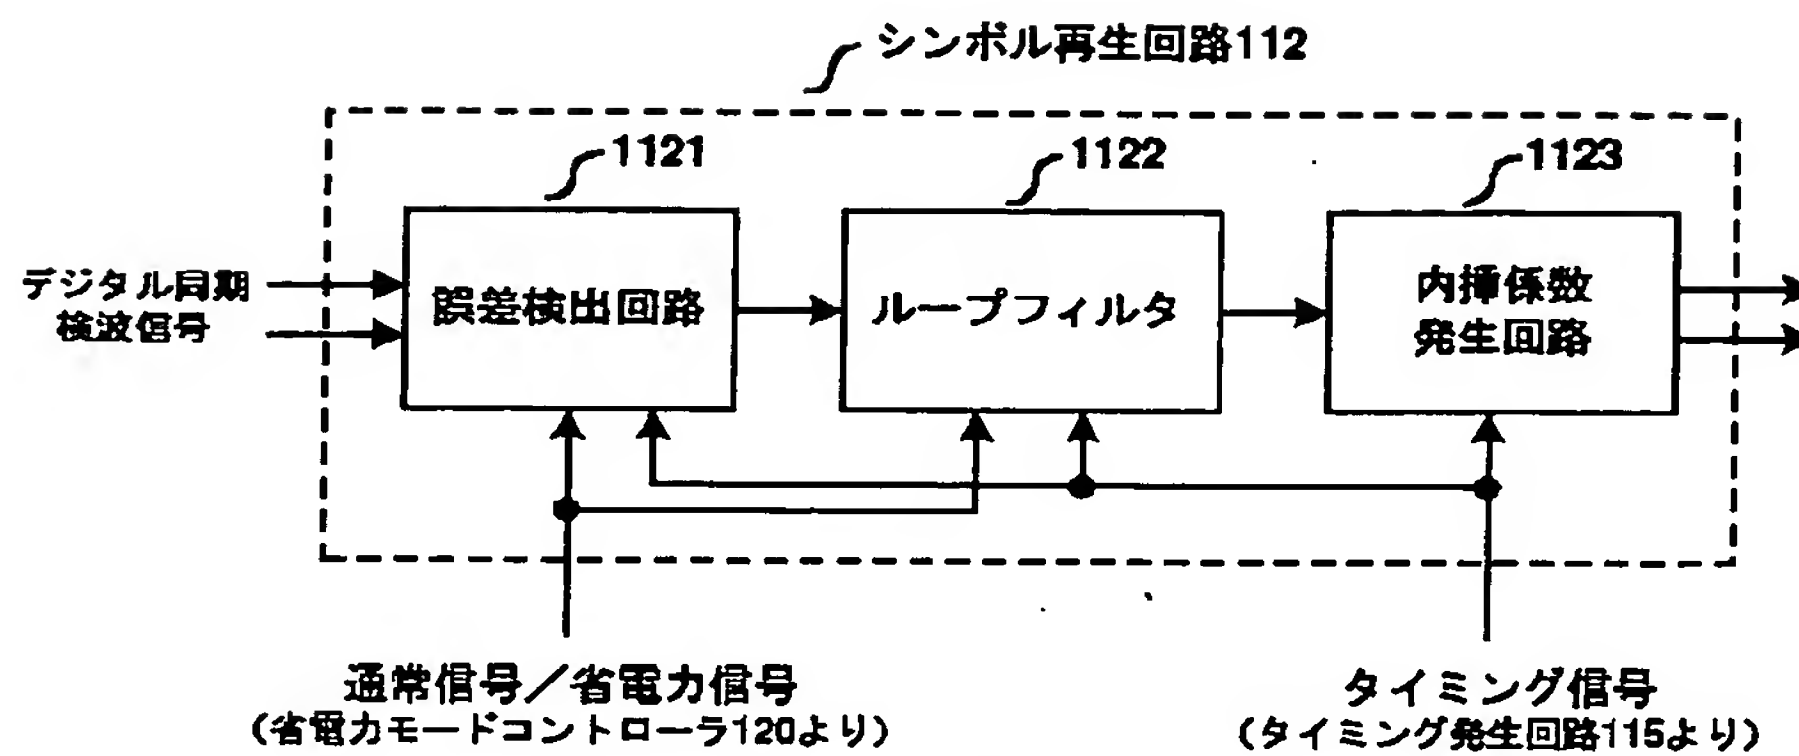 シンボル再生回路112
1121
1122
1123
デジタル同期
検波信号
誤差検出回路
ループフィルタ
内挿係数
発生回路
通常信号/省電力信号
(省電力モードコントローラ120より)
タイミング信号
(タイミング発生回路115より)